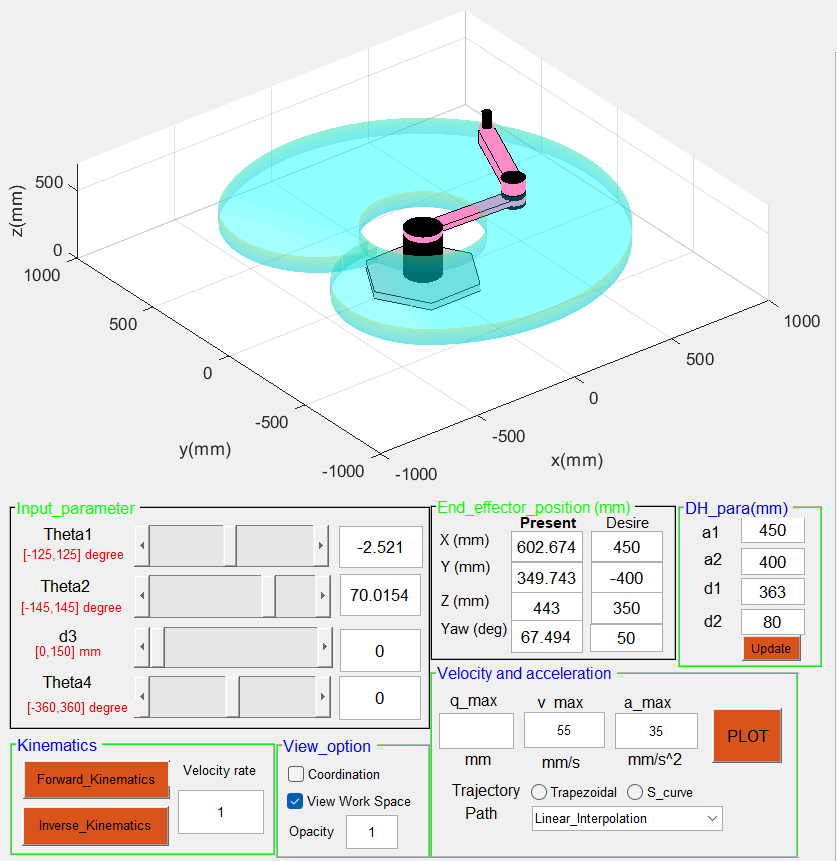 z(mm)
500
0
1000
500
0
-500
-1000
y(mm)
-1000
-500
0
500
1000
x(mm)
Input_parameter
Theta1
[-125,125] degree
-2.521
Theta2
[-145,145] degree
70.0154
d3
[0,150] mm
0
Theta4
[-360,360] degree
0
End_effector_position (mm)
Present Desire
X (mm) 602.674 450
Y (mm) 349.743 -400
Z (mm) 443 350
Yaw (deg) 67.494 50
DH_para(mm)
a1 450
a2 400
d1 363
d2 80
Update
Kinematics
Forward_Kinematics
Inverse_Kinematics
Velocity rate
1
View_option
Coordination
View Work Space
Opacity 1
Velocity and acceleration
q_max v_max a_max
55 35
mm mm/s mm/s^2
PLOT
Trajectory Trapezoidal S_curve
Path Linear_Interpolation